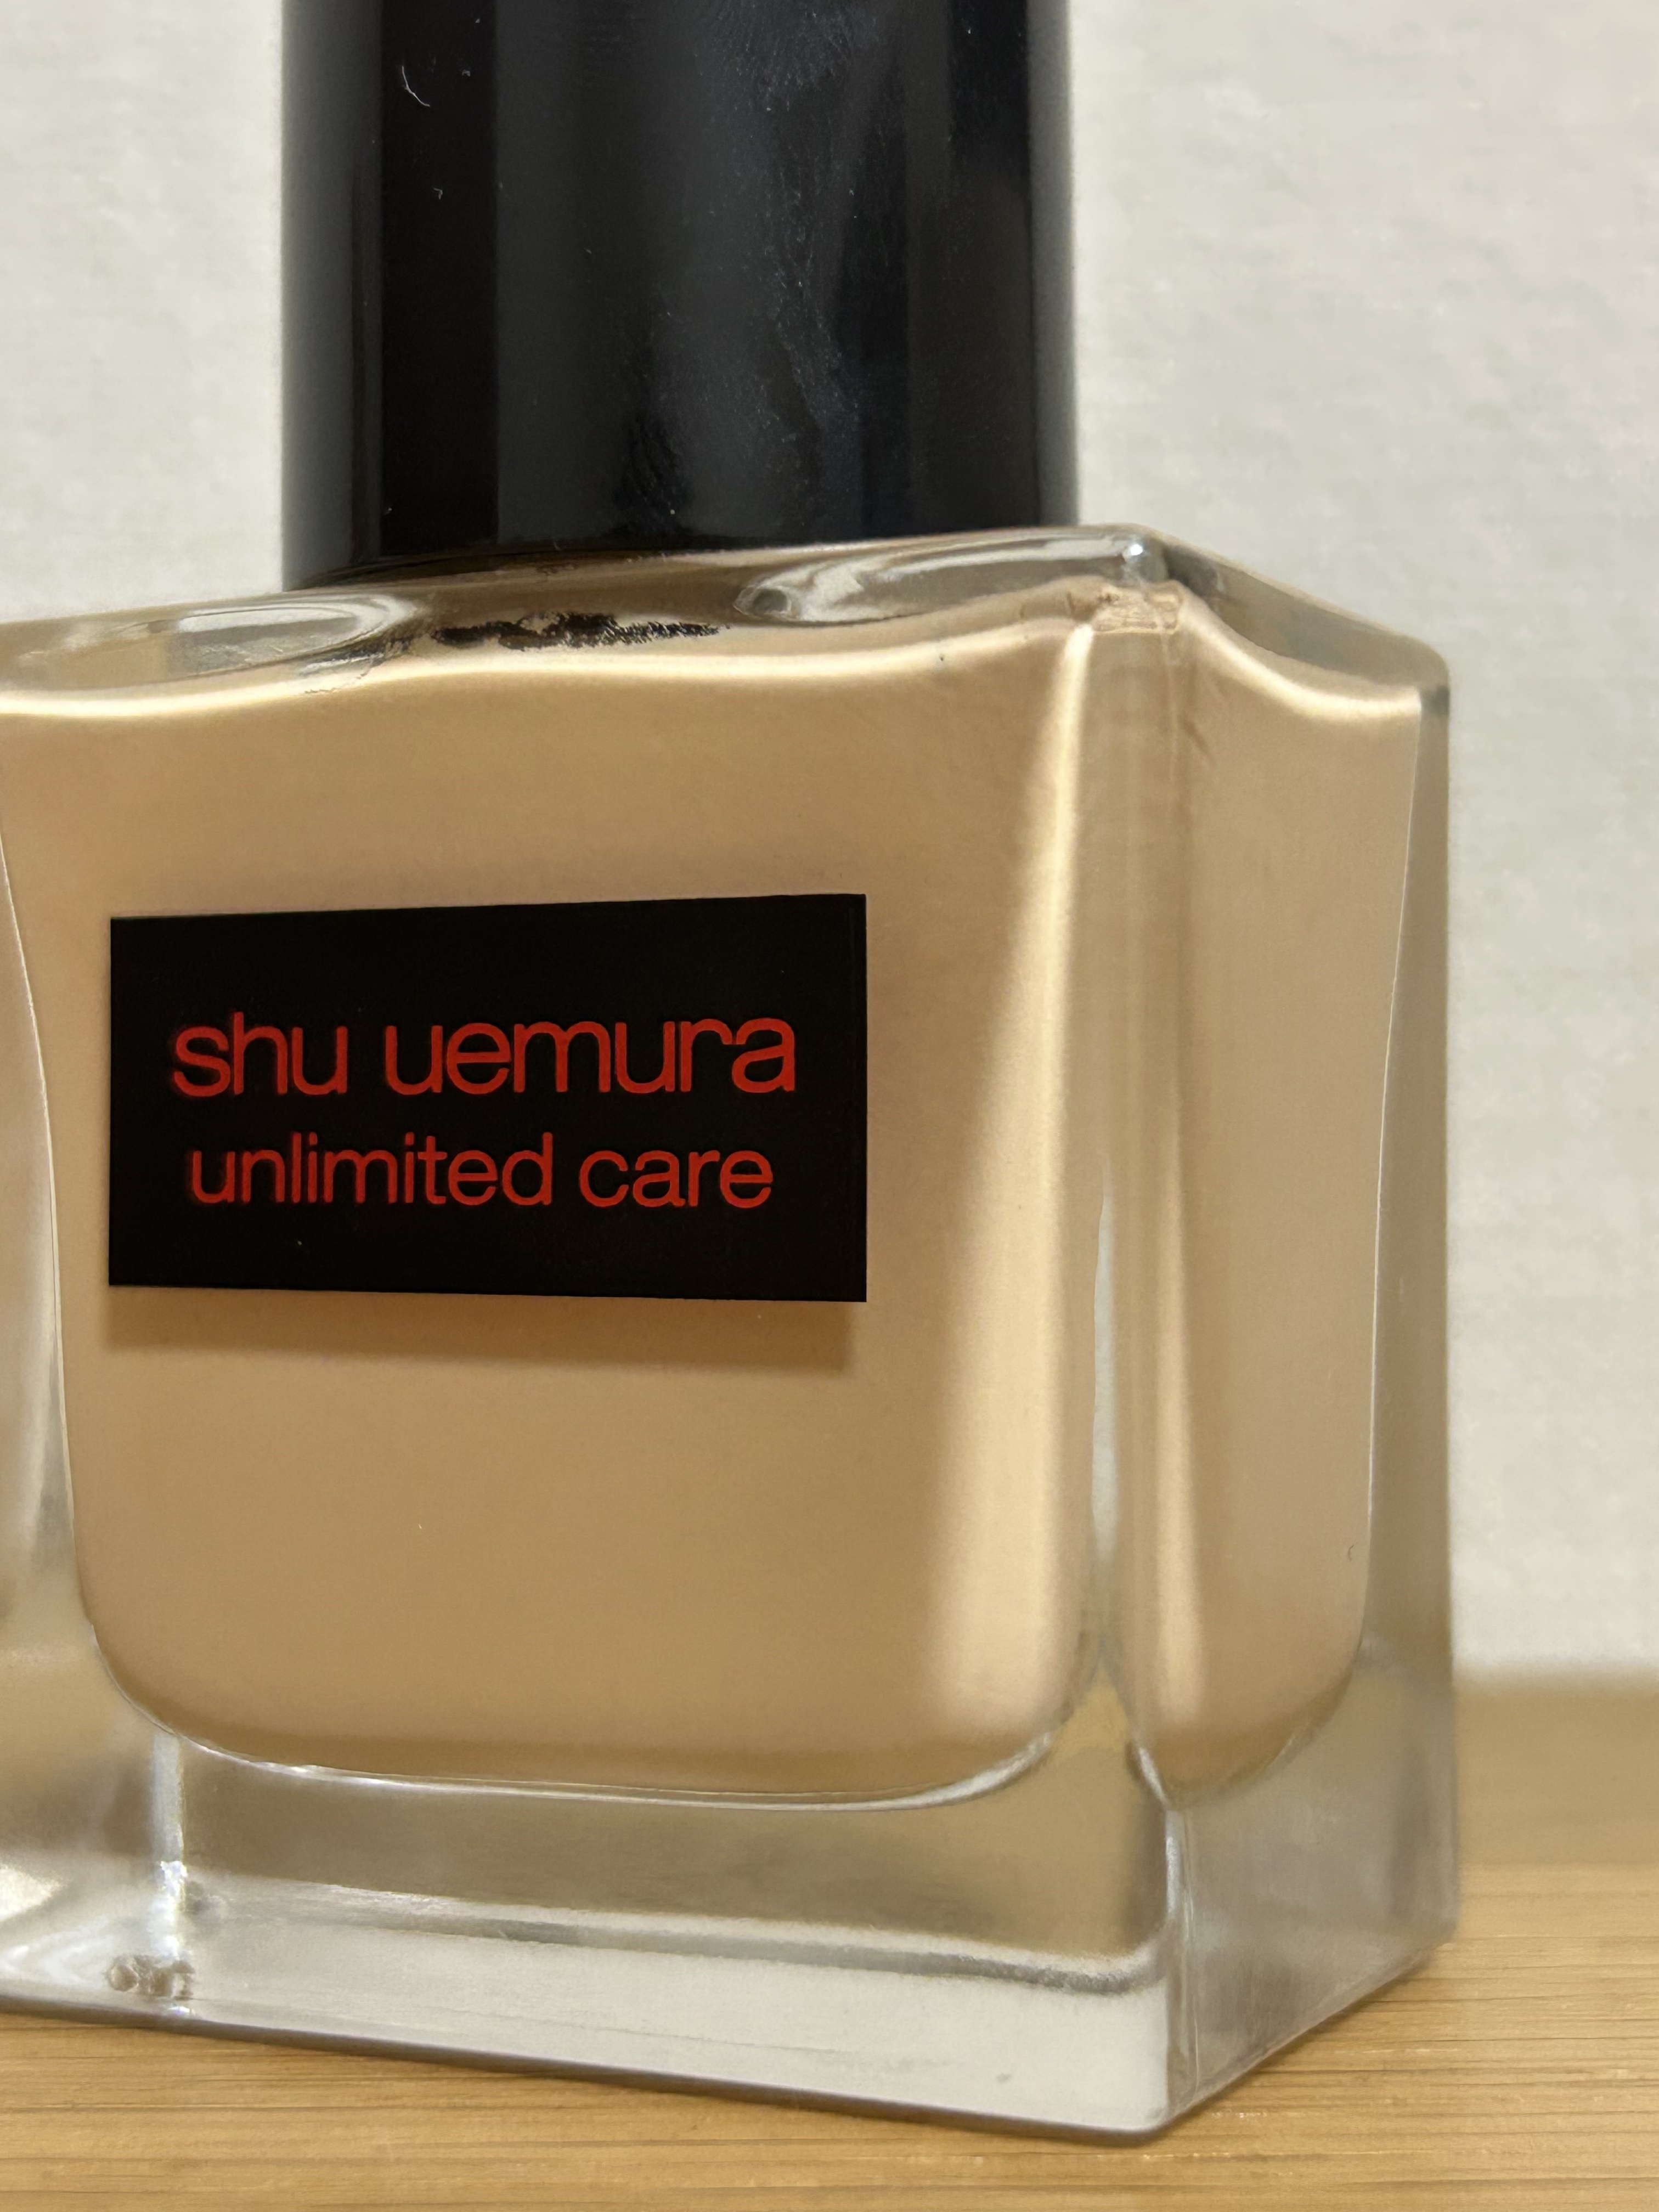 shu uemura
unlimited care